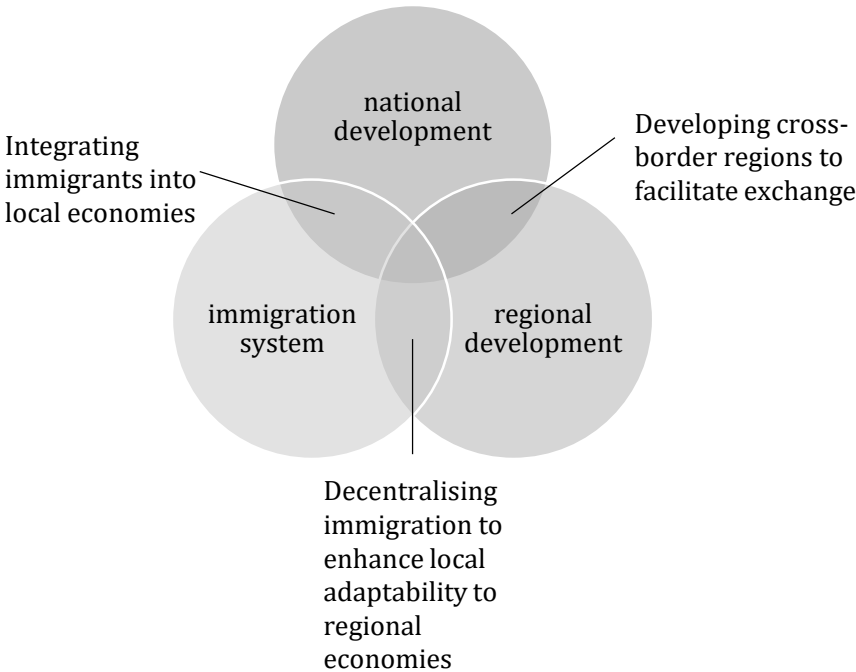 national
development
Integrating
immigrants into
local economies
Developing cross-
border regions to
facilitate exchange
immigration
system
regional
development
Decentralising
immigration to
enhance local
adaptability to
regional
economies